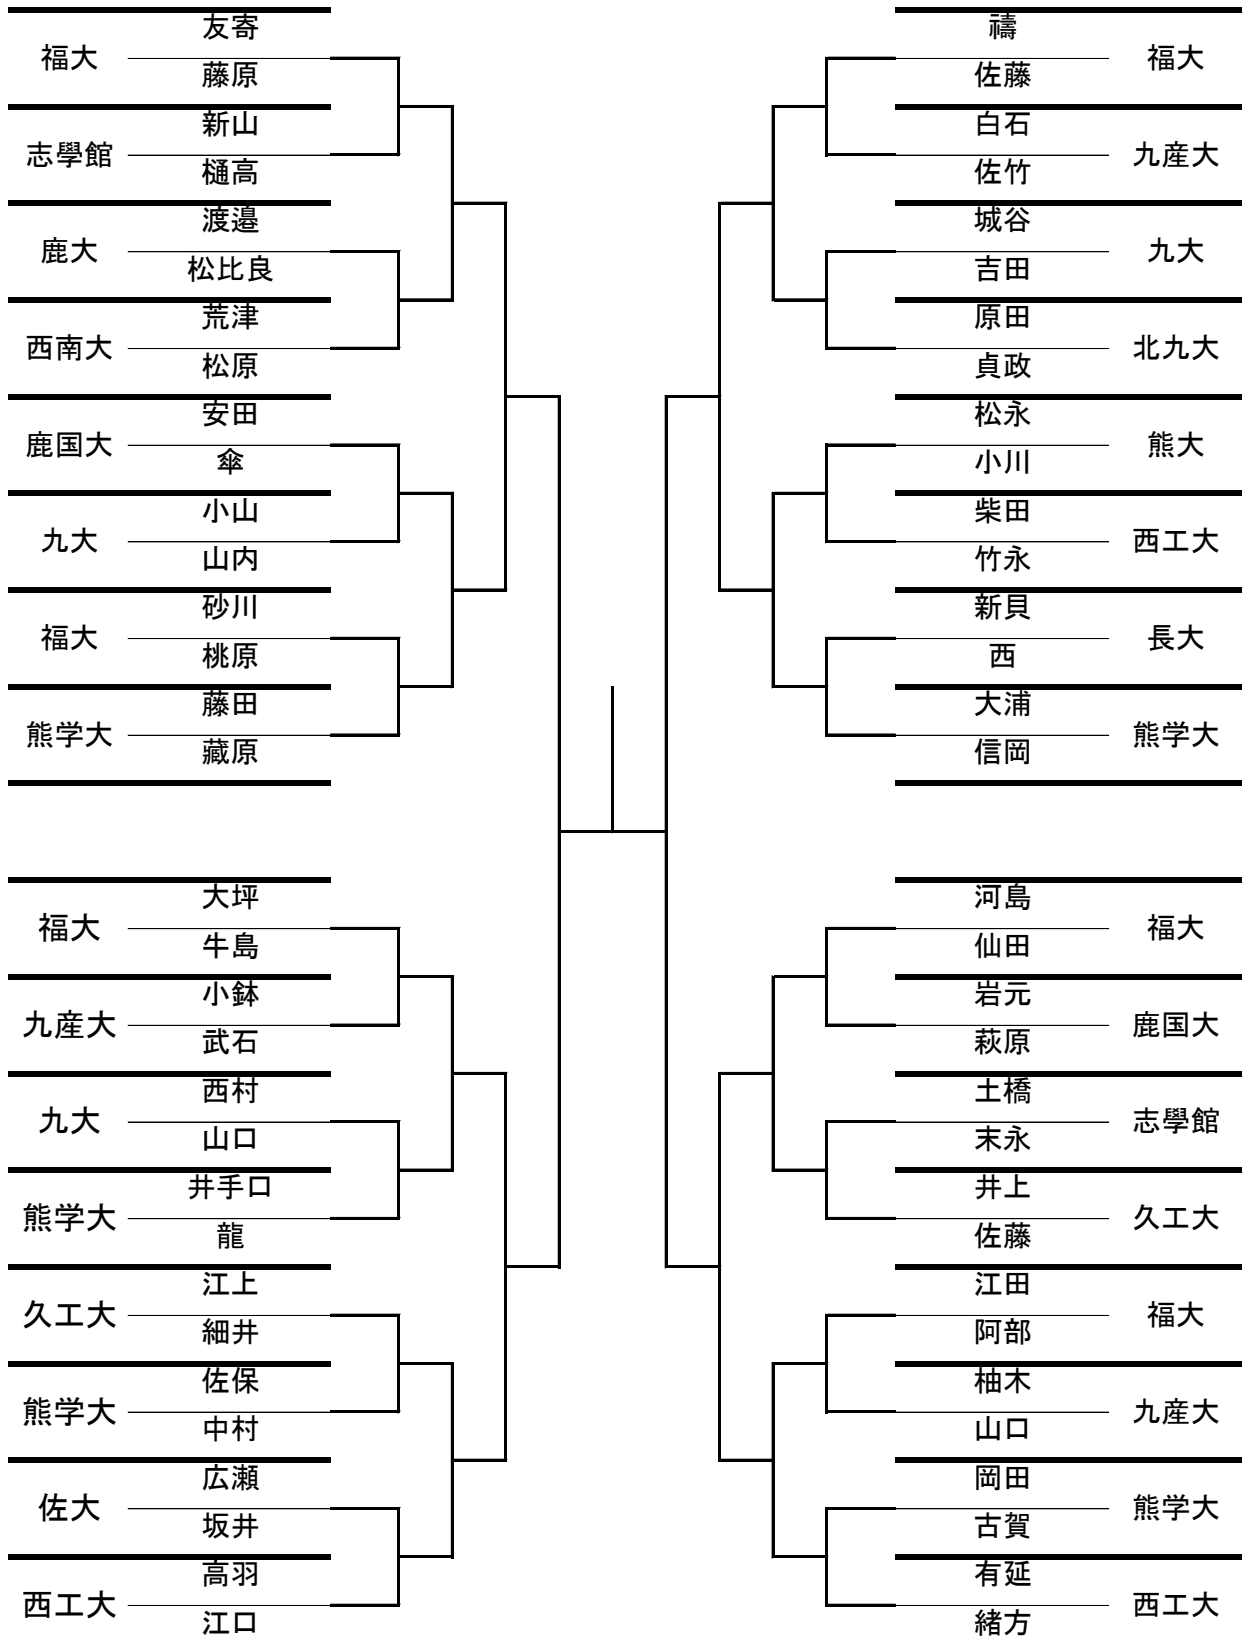 友寄
福大
藤原
新山
志學館
樋高
渡邉
鹿大
松比良
荒津
西南大
松原
安田
鹿国大
傘
小山
九大
山内
砂川
福大
桃原
藤田
熊学大
藏原
大坪
福大
牛島
小鉢
九産大
武石
西村
九大
山口
井手口
熊学大
龍
江上
久工大
細井
佐保
熊学大
中村
広瀬
佐大
坂井
高羽
西工大
江口
禱
福大
佐藤
白石
九産大
佐竹
城谷
九大
吉田
原田
北九大
貞政
松永
熊大
小川
柴田
西工大
竹永
新貝
長大
西
大浦
熊学大
信岡
河島
福大
仙田
岩元
鹿国大
萩原
土橋
志學館
末永
井上
久工大
佐藤
江田
福大
阿部
柚木
九産大
山口
岡田
熊学大
古賀
有延
西工大
緒方